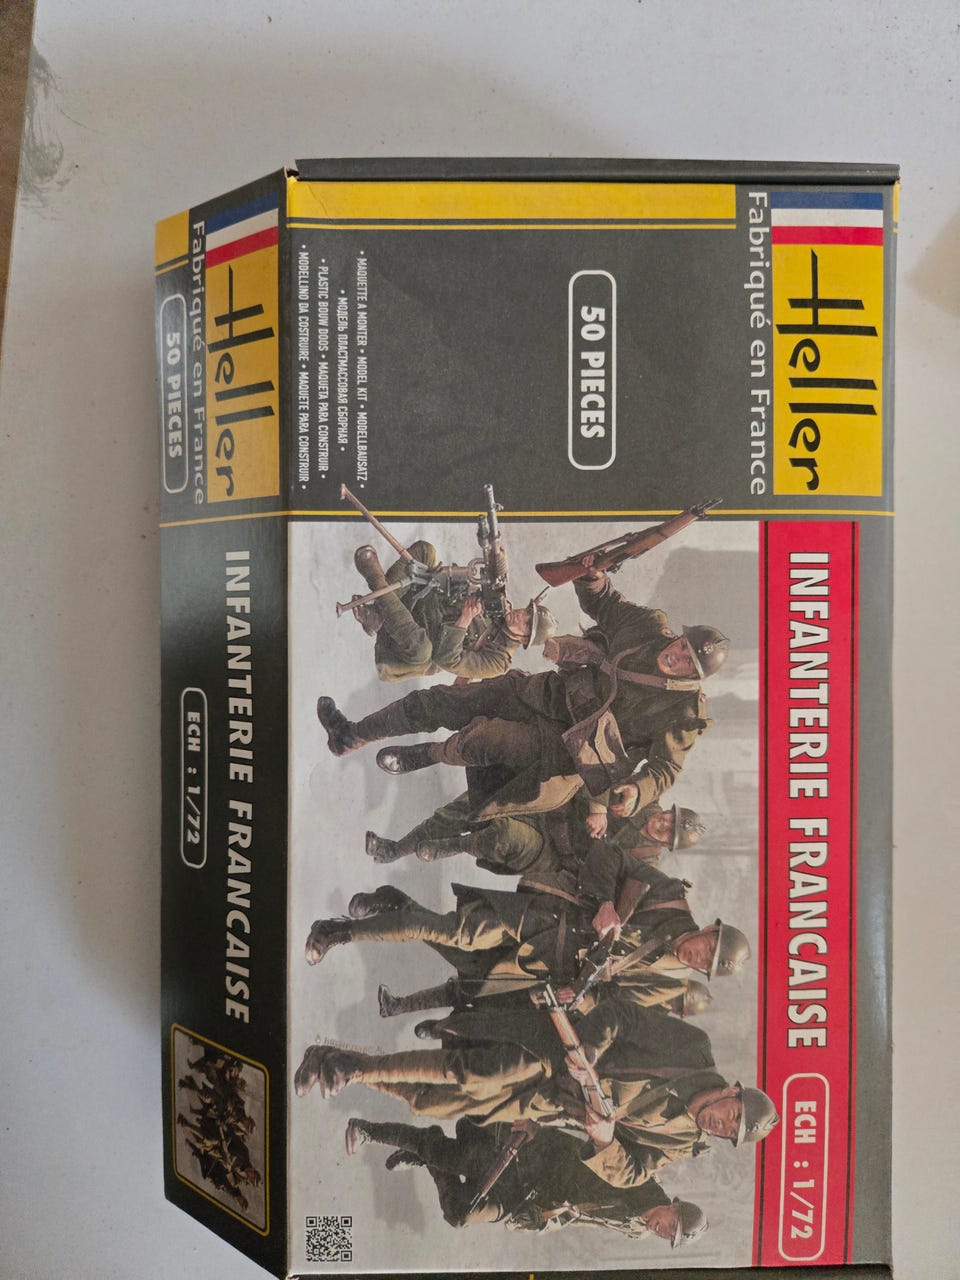 Heller
Fabriqué en France
50 PIECES
• MAQUETTE A MONTER • MODEL KIT • MODELLBAUSATZ •
• МОДЕЛЬ ПЛАСТМАССОВАЯ СБОРНАЯ •
• PLASTIC BOUW DOOS • MAQUETA PARA CONSTRUIR •
• MODELLINO DA COSTRUIRE • MAQUETE PARA CONSTRUIR •
INFANTERIE FRANCAISE
ECH : 1/72
Heller
Fabriqué en France
50 PIECES
INFANTERIE FRANCAISE
ECH : 1/72